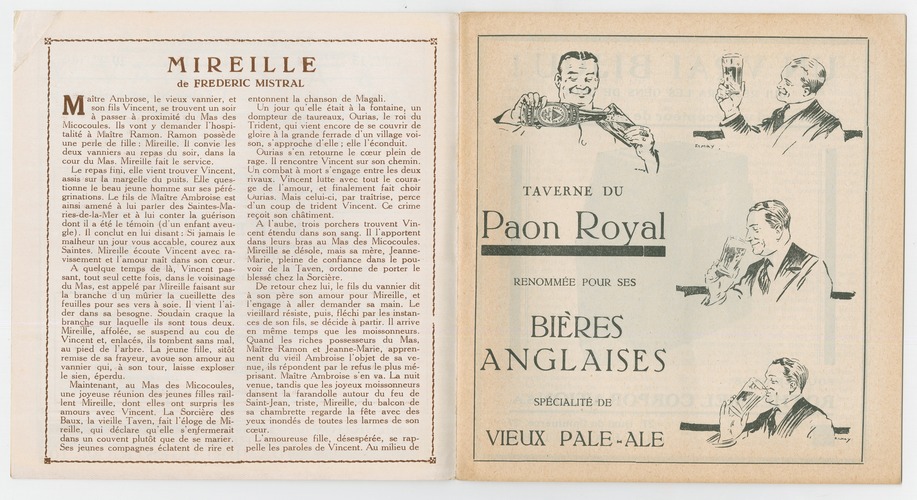 MIREILLE
de FREDERIC MISTRAL
Maître Ambrose, le vieux vannier, et
son fils Vincent, se trouvent un soir
à passer à proximité du Mas des
Micocoules. Ils vont y demander l'hospi-
talité à Maître Ramon. Ramon possède
une perle de fille : Mireille. Il convie les
deux vanniers au repas du soir, dans la
cour du Mas. Mireille fait le service.
Le repas fini, elle vient trouver Vincent,
assis sur la margelle du puits. Elle ques-
tionne le beau jeune homme sur ses péré-
grinations. Le fils de Maître Ambroise est
ainsi amené à lui parler des Saintes-Ma-
ries-de-la-Mer et à lui conter la guérison
dont il a été le témoin (d'un enfant aveu-
gle). Il conclut en lui disant : Si jamais le
malheur un jour vous accable, courez aux
Saintes. Mireille écoute Vincent avec ra-
vissement et l'amour naît dans son cœur.
A quelque temps de là, Vincent pas-
sant, tout seul cette fois, dans le voisinage
du Mas, est appelé par Mireille faisant sur
la branche d'un mûrier la cueillette des
feuilles pour ses vers à soie. Il vient l'ai-
der dans sa besogne. Soudain craque la
branche sur laquelle ils sont tous deux.
Mireille, affolée, se suspend au cou de
Vincent et, enlacés, ils tombent sans mal,
au pied de l'arbre. La jeune fille, sitôt
remise de sa frayeur, avoue son amour au
vannier qui, à son tour, laisse exploser
le sien, éperdu.
Maintenant, au Mas des Micocoules,
une joyeuse réunion des jeunes filles rail-
lent Mireille, dont elles ont surpris les
amours avec Vincent. La Sorcière des
Baux, la vieille Taven, fait l'éloge de Mi-
reille, qui déclare qu'elle s'enfermerait
dans un couvent plutôt que de se marier.
Ses jeunes compagnes éclatent de rire et
entonnent la chanson de Magali.
Un jour qu'elle était à la fontaine, un
dompteur de taureaux, Ourias, le roi du
Trident, qui vient encore de se couvrir de
gloire à la grande ferrade d'un village voi-
son, s'approche d'elle ; elle l'éconduit.
Ourias s'en retourne le cœur plein de
rage. Il rencontre Vincent sur son chemin.
Un combat à mort s'engage entre les deux
rivaux. Vincent lutte avec tout le coura-
ge de l'amour, et finalement fait choir
Ourias. Mais celui-ci, par traîtrise, perce
d'un coup de trident Vincent. Ce crime
reçoit son châtiment.
A l'aube, trois porchers trouvent Vin-
cent étendu dans son sang. Il l'apportent
dans leurs bras au Mas des Micocoules.
Mireille se désole, mais sa mère, Jeanne-
Marie, pleine de confiance dans le pou-
voir de la Taven, ordonne de porter le
blessé chez la Sorcière.
De retour chez lui, le fils du vannier dit
à son père son amour pour Mireille, et
l'engage à aller demander sa main. Le
vieillard résiste, puis, fléchi par les instan-
ces de son fils, se décide à partir. Il arrive
en même temps que les moissonneurs.
Quand les riches possesseurs du Mas,
Maître Ramon et Jeanne-Marie, appren-
nent du vieil Ambroise l'objet de sa ve-
nue, ils répondent par le refus le plus mé-
prisant. Maître Ambroise s'en va. La nuit
venue, tandis que les joyeux moissonneurs
dansent la farandolle autour du feu de
Saint-Jean, triste, Mireille, du balcon de
sa chambrette regarde la fête avec des
yeux inondés de toutes les larmes de son
cœur.
L'amoureuse fille, désespérée, se rap-
pelle les paroles de Vincent. Au milieu de
TAVERNE DU
Paon Royal
RENOMMÉE POUR SES
BIÈRES
ANGLAISES
SPÉCIALITÉ DE
VIEUX PALE-ALE